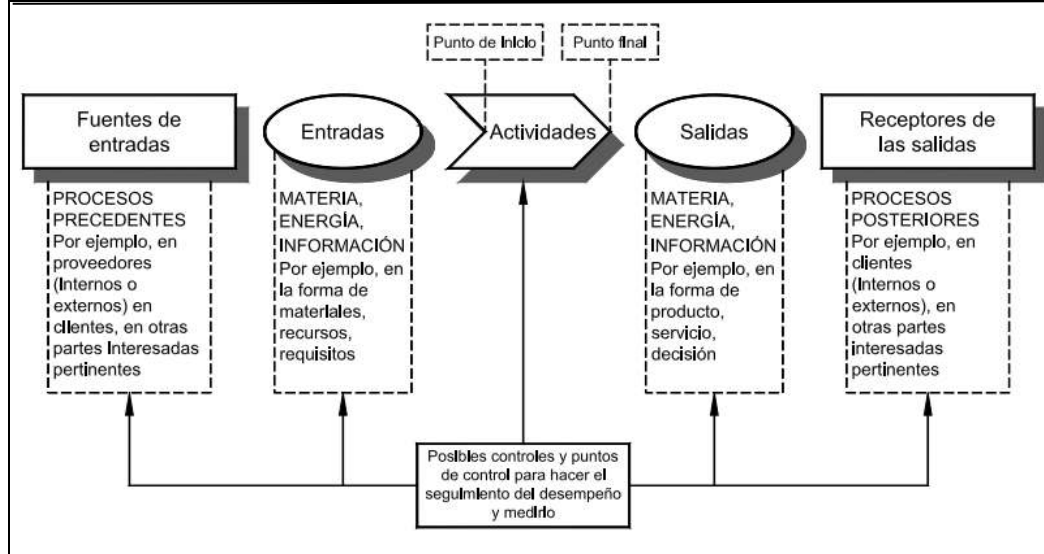 Punto de inicio
Punto final
Fuentes de
entradas
Entradas
Actividades
Salidas
Receptores de
las salidas
PROCESOS
PRECEDENTES
Por ejemplo, en
proveedores
(Internos o
externos) en
clientes, en otras
partes Interesadas
pertinentes
MATERIA,
ENERGÍA,
INFORMACIÓN
Por ejemplo, en
la forma de
materiales,
recursos,
requisitos
MATERIA,
ENERGÍA,
INFORMACIÓN
Por ejemplo, en
la forma de
producto,
servicio,
decisión
PROCESOS
POSTERIORES
Por ejemplo, en
clientes
(Internos o
externos), en
otras partes
interesadas
pertinentes
Posibles controles y puntos
de control para hacer el
seguimiento del desempeño
y medirlo